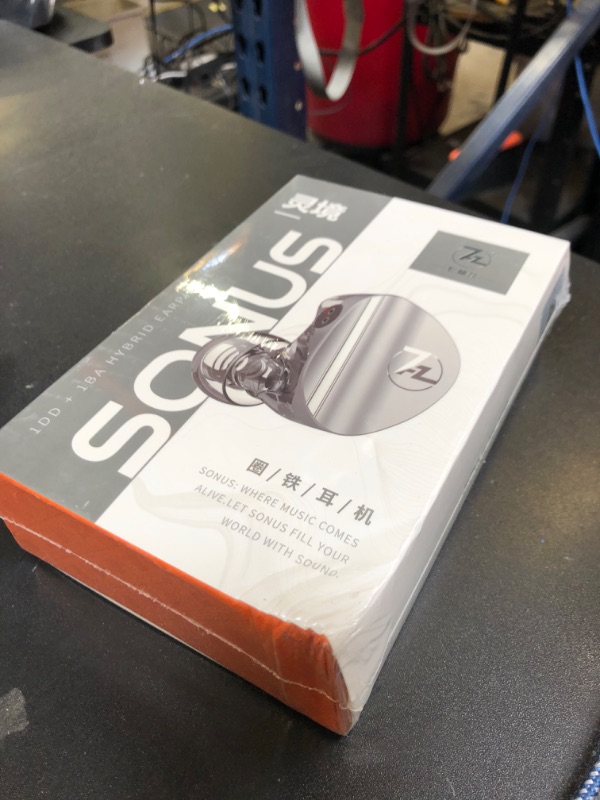 灵境
SONUS
1DD + 1BA HYBRID
7HZ
7HZ
圈/铁/耳/机
SONUS: WHERE MUSIC COMES
ALIVE.LET SONUS FILL YOUR
WORLD WITH SOUND.